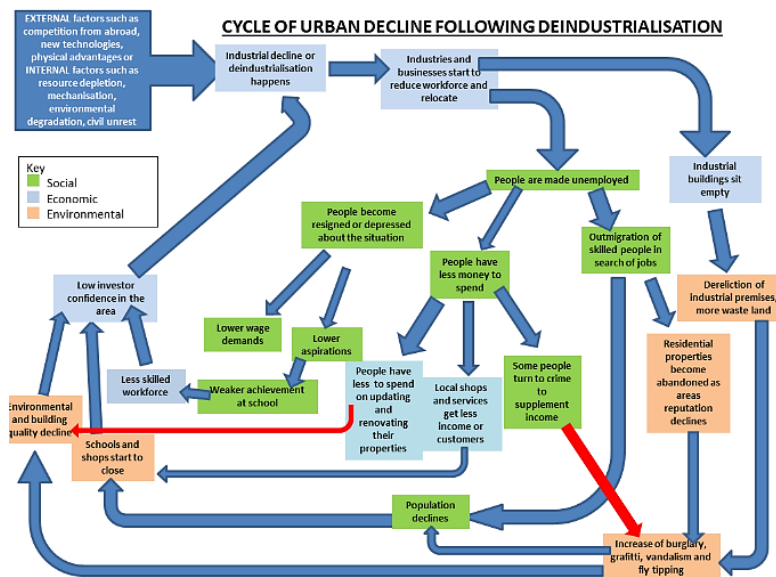 CYCLE OF URBAN DECLINE FOLLOWING DEINDUSTRIALISATION
EXTERNAL factors such as
competition from abroad,
new technologies,
physical advantages or
INTERNAL factors such as
resource depletion,
mechanisation,
environmental
degradation, civil unrest
Industrial decline or
deindustrialisation
happens
Industries and
businesses start to
reduce workforce and
relocate
Key
Social
Economic
Environmental
People are made unemployed
Industrial
buildings sit
empty
People become
resigned or depressed
about the situation
People have
less money to
spend
Outmigration of
skilled people in
search of jobs
Low investor
confidence in the
area
Dereliction of
industrial premises,
more waste land
Lower wage
demands
Lower
aspirations
Less skilled
workforce
Weaker achievement
at school
People have
less to spend
on updating
and
renovating
their
properties
Local shops
and services
get less
income or
customers
Some people
turn to crime
to
supplement
income
Residential
properties
become
abandoned as
areas
reputation
declines
Environmental
and building
quality decline
Schools and
shops start to
close
Population
declines
Increase of burglary,
grafitti, vandalism and
fly tipping